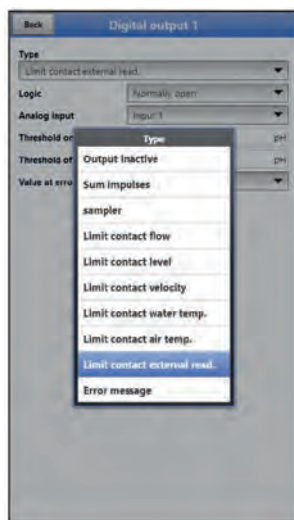 Back
Digital output 1
Type
Limit contact external read.
Logic
Normally open
Analog input
Input 1
Threshold on
pH
Threshold of
pH
Value at erro
Type
Output inactive
Sum impulses
sampler
Limit contact flow
Limit contact level
Limit contact velocity
Limit contact water temp.
Limit contact air temp.
Limit contact external read.
Error message